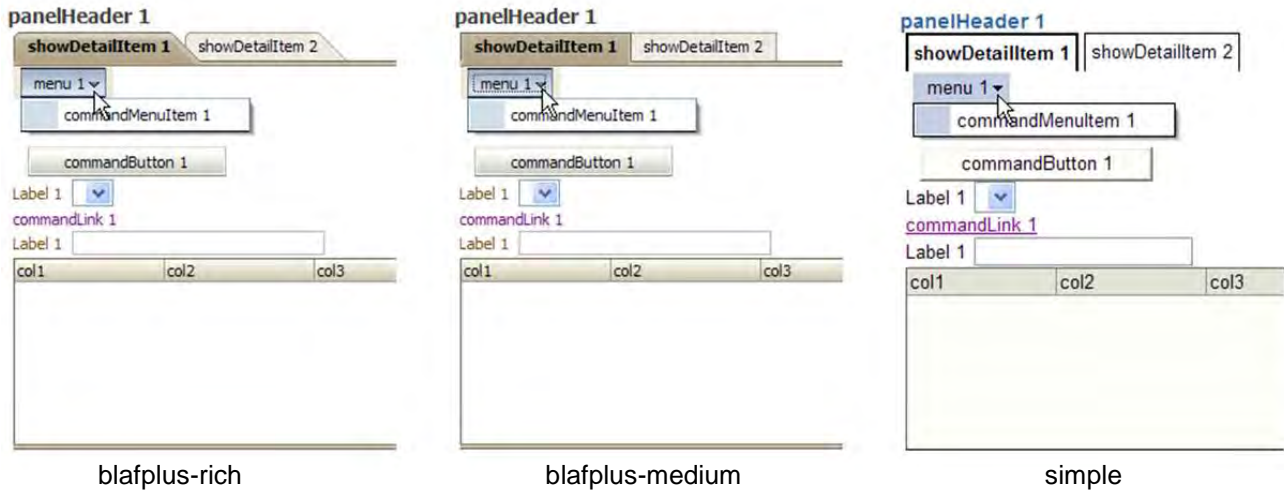 panelHeader 1
showDetailItem 1 showDetailItem 2
menu 1
commandMenuItem 1
commandButton 1
Label 1
commandLink 1
Label 1
col1 col2 col3
blafplus-rich
panelHeader 1
showDetailItem 1 showDetailItem 2
menu 1
commandMenuItem 1
commandButton 1
Label 1
commandLink 1
Label 1
col1 col2 col3
blafplus-medium
panelHeader 1
showDetailItem 1 showDetailItem 2
menu 1
commandMenuItem 1
commandButton 1
Label 1
commandLink 1
Label 1
col1 col2 col3
simple